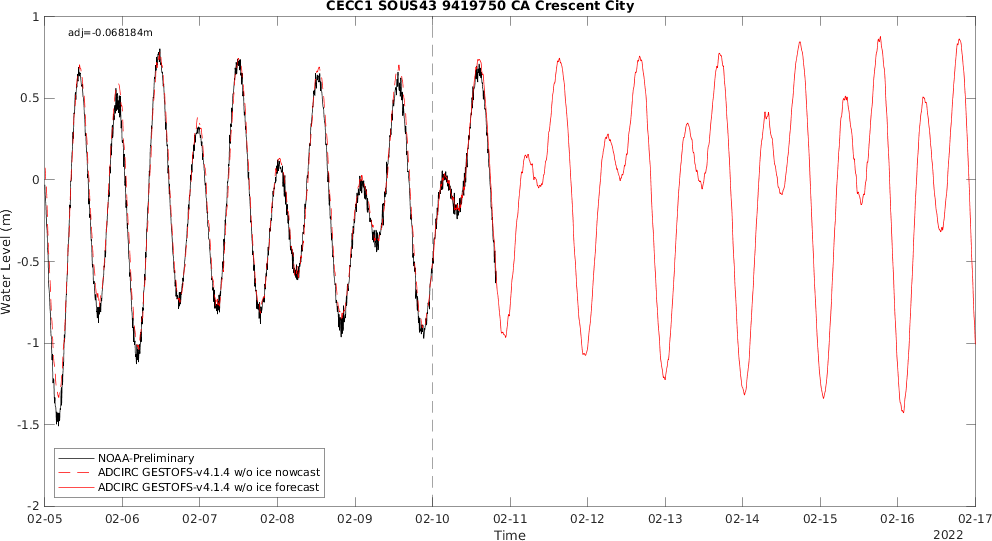 CECC1 SOUS43 9419750 CA Crescent City
adj=-0.068184m
1
0.5
0
-0.5
-1
-1.5
-2
Water Level (m)
NOAA-Preliminary
ADCIRC GESTOFS-v4.1.4 w/o ice nowcast
ADCIRC GESTOFS-v4.1.4 w/o ice forecast
02-05 02-06 02-07 02-08 02-09 02-10 02-11 02-12 02-13 02-14 02-15 02-16 02-17
Time
2022